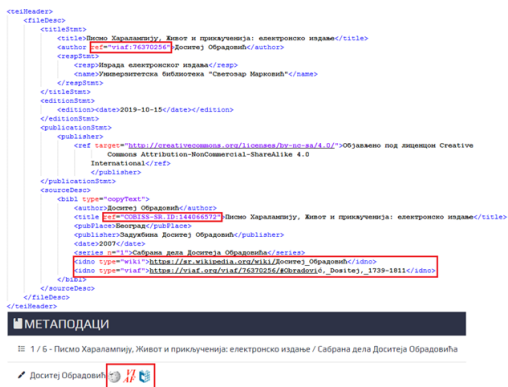 <teiHeader>
<fileDesc>
<titleStmt>
<title>Писмо Харалампију, Живот и прикљученија: електронско издање</title>
<author ref="viaf:76370256">Доситеј Обрадовић</author>
<respStmt>
<resp>Израда електронског издања</resp>
<name>Универзитетска библиотека "Светозар Марковић"</name>
</respStmt>
</titleStmt>
<editionStmt>
<edition><date>2019-10-15</date></edition>
</editionStmt>
<publicationStmt>
<publisher>
<ref target="http://creativecommons.org/licenses/by-nc-sa/4.0/">Објављено под лиценцом Creative
Commons Attribution-NonCommercial-ShareAlike 4.0
International</ref>
</publisher>
</publicationStmt>
<sourceDesc>
<bibl type="copyText">
<author>Доситеј Обрадовић</author>
<title ref="COBISS-SR.ID:144066572">Писмо Харалампију, Живот и прикљученија: електронско издање</title>
<pubPlace>Београд</pubPlace>
<publisher>Задужбина Доситеј Обрадовић</publisher>
<date>2007</date>
<series n="1">Сабрана дела Доситеја Обрадовића</series>
<idno type="wiki">https://sr.wikipedia.org/wiki/Доситеј_Обрадовић</idno>
<idno type="viaf">https://viaf.org/viaf/76370256/#Obradović,_Dositej,_1739-1811</idno>
</bibl>
</sourceDesc>
</fileDesc>
</teiHeader>
МЕТАПОДАЦИ
1 / 6 - Писмо Харалампију, Живот и прикљученија: електронско издање / Сабрана дела Доситеја Обрадовића
Доситеј Обрадовић VIAF